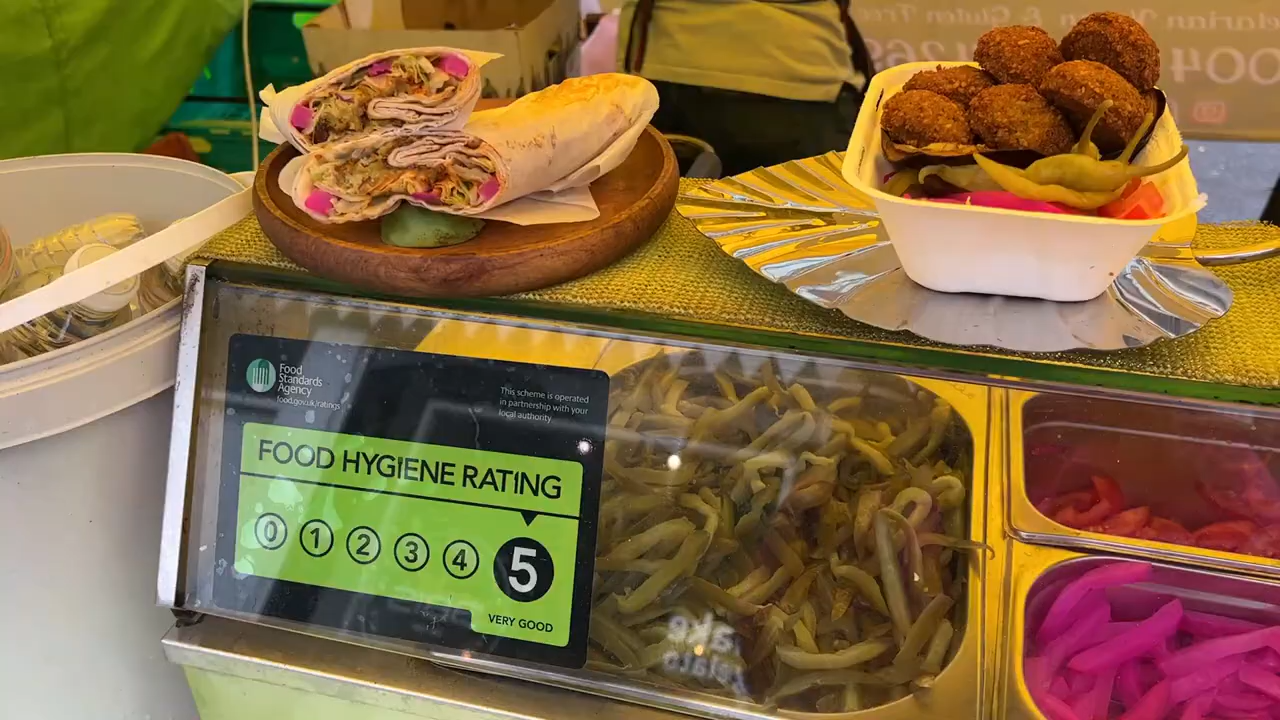 Food
Standards
Agency
food.gov.uk/ratings
This scheme is operated
in partnership with your
local authority
FOOD HYGIENE RATING
0 1 2 3 4 5
VERY GOOD